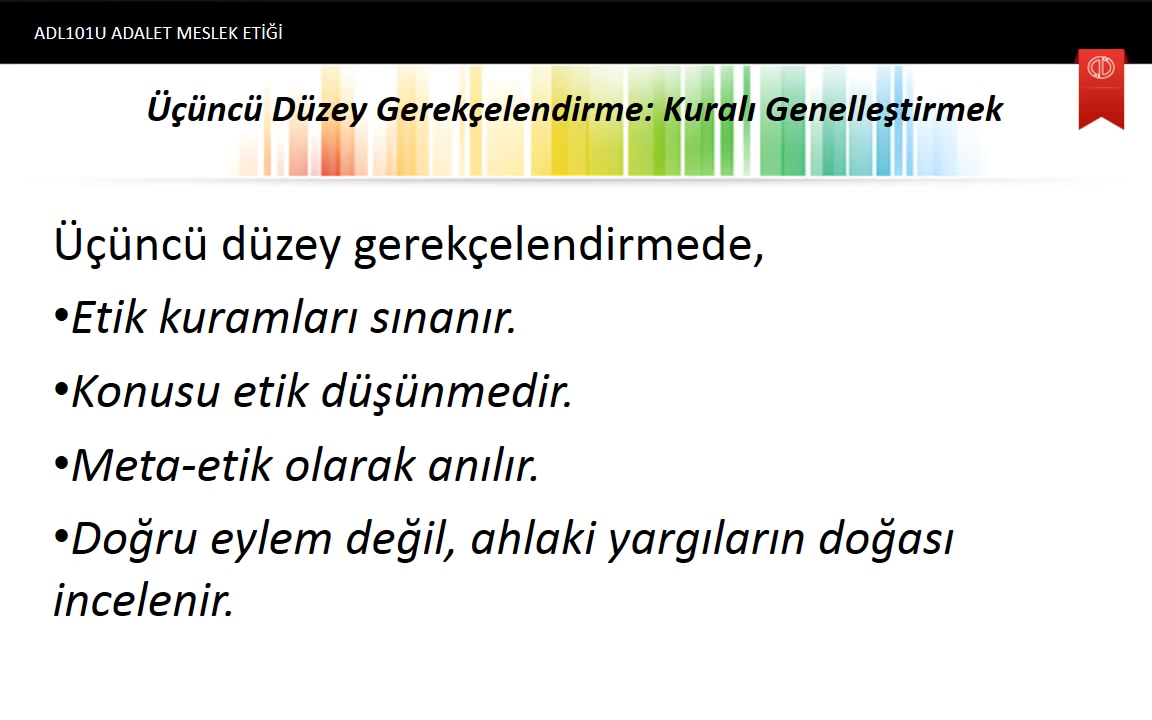 ADL101U ADALET MESLEK ETİĞİ
Üçüncü Düzey Gerekçelendirme: Kuralı Genelleştirmek
Üçüncü düzey gerekçelendirmede,
•Etik kuramları sınanır.
•Konusu etik düşünmedir.
•Meta-etik olarak anılır.
•Doğru eylem değil, ahlaki yargıların doğası
incelenir.